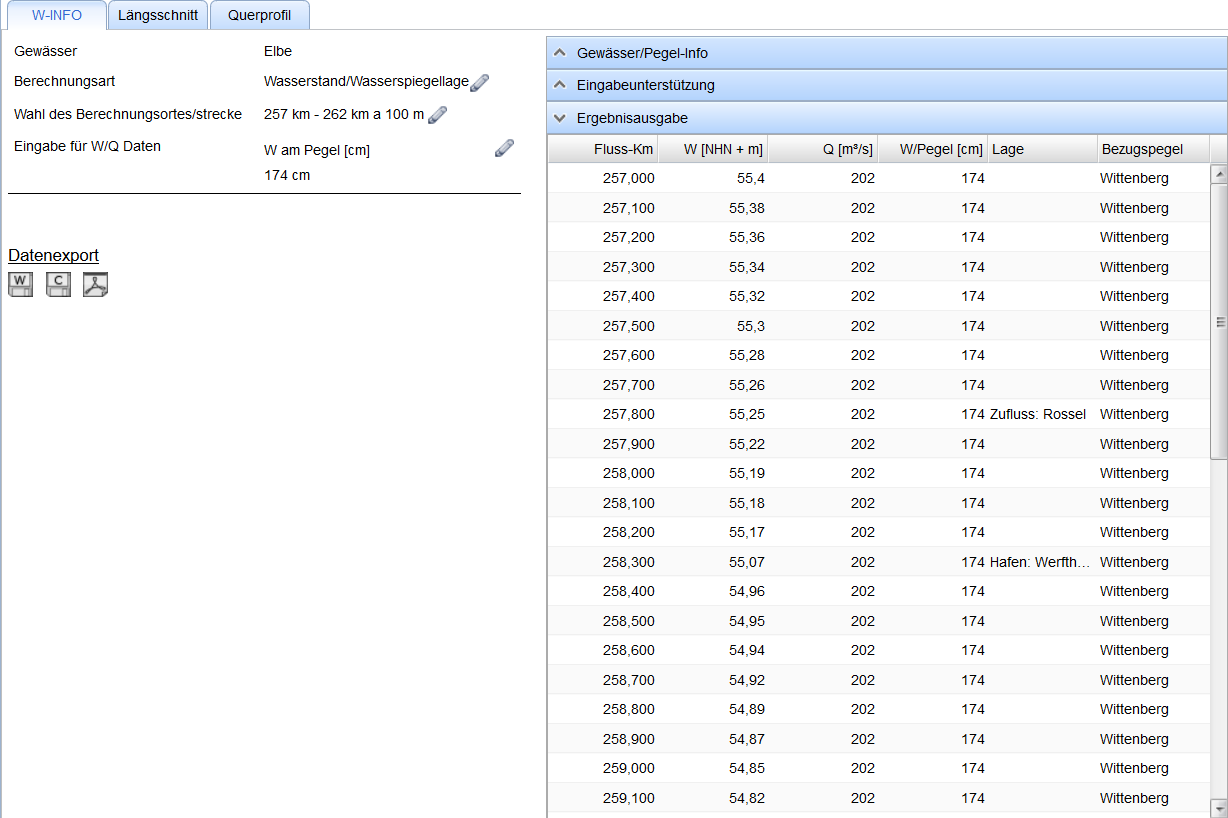 W-INFO Längsschnitt Querprofil
Gewässer Elbe
Berechnungsart Wasserstand/Wasserspiegellage
Wahl des Berechnungsortes/strecke 257 km - 262 km a 100 m
Eingabe für W/Q Daten W am Pegel [cm]
174 cm
Datenexport
W C
Gewässer/Pegel-Info
Eingabeunterstützung
Ergebnisausgabe
Fluss-Km W [NHN + m] Q [m³/s] W/Pegel [cm] Lage Bezugspegel
257,000 55,4 202 174 Wittenberg
257,100 55,38 202 174 Wittenberg
257,200 55,36 202 174 Wittenberg
257,300 55,34 202 174 Wittenberg
257,400 55,32 202 174 Wittenberg
257,500 55,3 202 174 Wittenberg
257,600 55,28 202 174 Wittenberg
257,700 55,26 202 174 Wittenberg
257,800 55,25 202 174 Zufluss: Rossel Wittenberg
257,900 55,22 202 174 Wittenberg
258,000 55,19 202 174 Wittenberg
258,100 55,18 202 174 Wittenberg
258,200 55,17 202 174 Wittenberg
258,300 55,07 202 174 Hafen: Werfth... Wittenberg
258,400 54,96 202 174 Wittenberg
258,500 54,95 202 174 Wittenberg
258,600 54,94 202 174 Wittenberg
258,700 54,92 202 174 Wittenberg
258,800 54,89 202 174 Wittenberg
258,900 54,87 202 174 Wittenberg
259,000 54,85 202 174 Wittenberg
259,100 54,82 202 174 Wittenberg